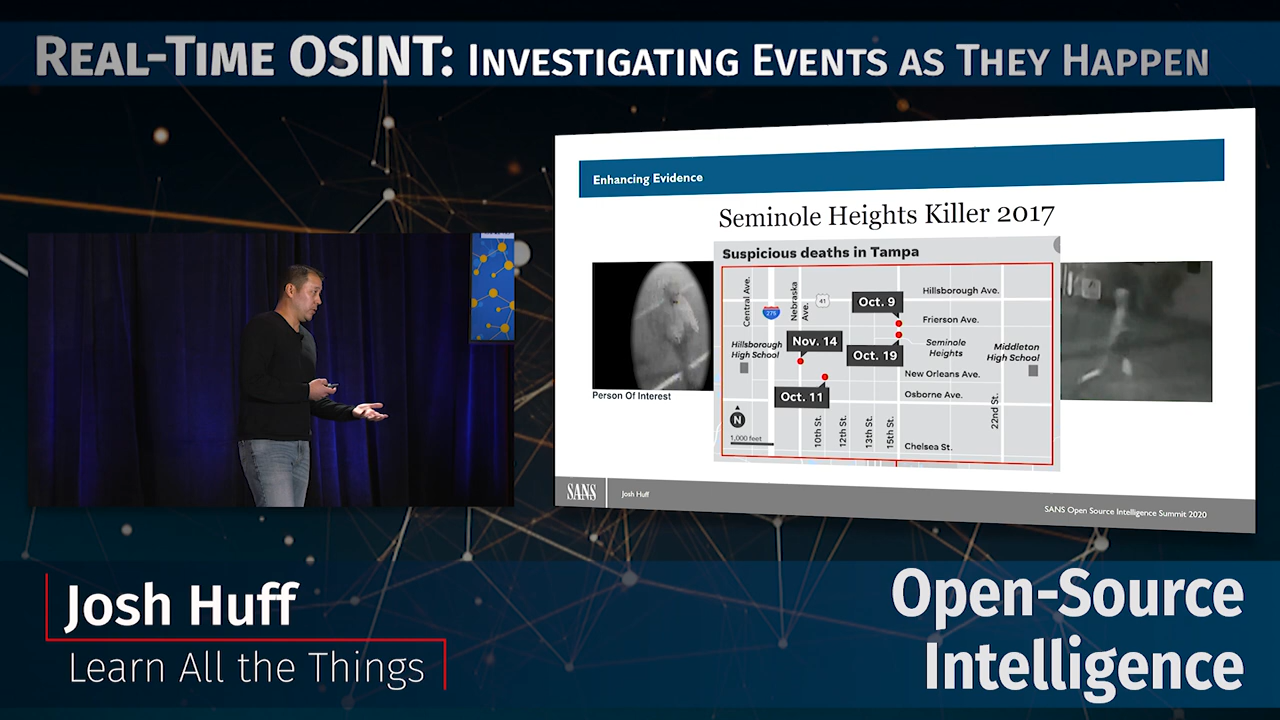 REAL-TIME OSINT: INVESTIGATING EVENTS AS THEY HAPPEN
Enhancing Evidence
Seminole Heights Killer 2017
Suspicious deaths in Tampa
Central Ave.
275
Nebraska Ave.
41
Oct. 9
Hillsborough Ave.
Frierson Ave.
Hillsborough
High School
Nov. 14
Oct. 19
Seminole
Heights
Middleton
High School
New Orleans Ave.
Oct. 11
Osborne Ave.
N
1,000 feet
10th St.
12th St.
13th St.
15th St.
22nd St.
Chelsea St.
Person Of Interest
SANS
Josh Huff
SANS Open Source Intelligence Summit 2020
Josh Huff
Learn All the Things
Open-Source
Intelligence